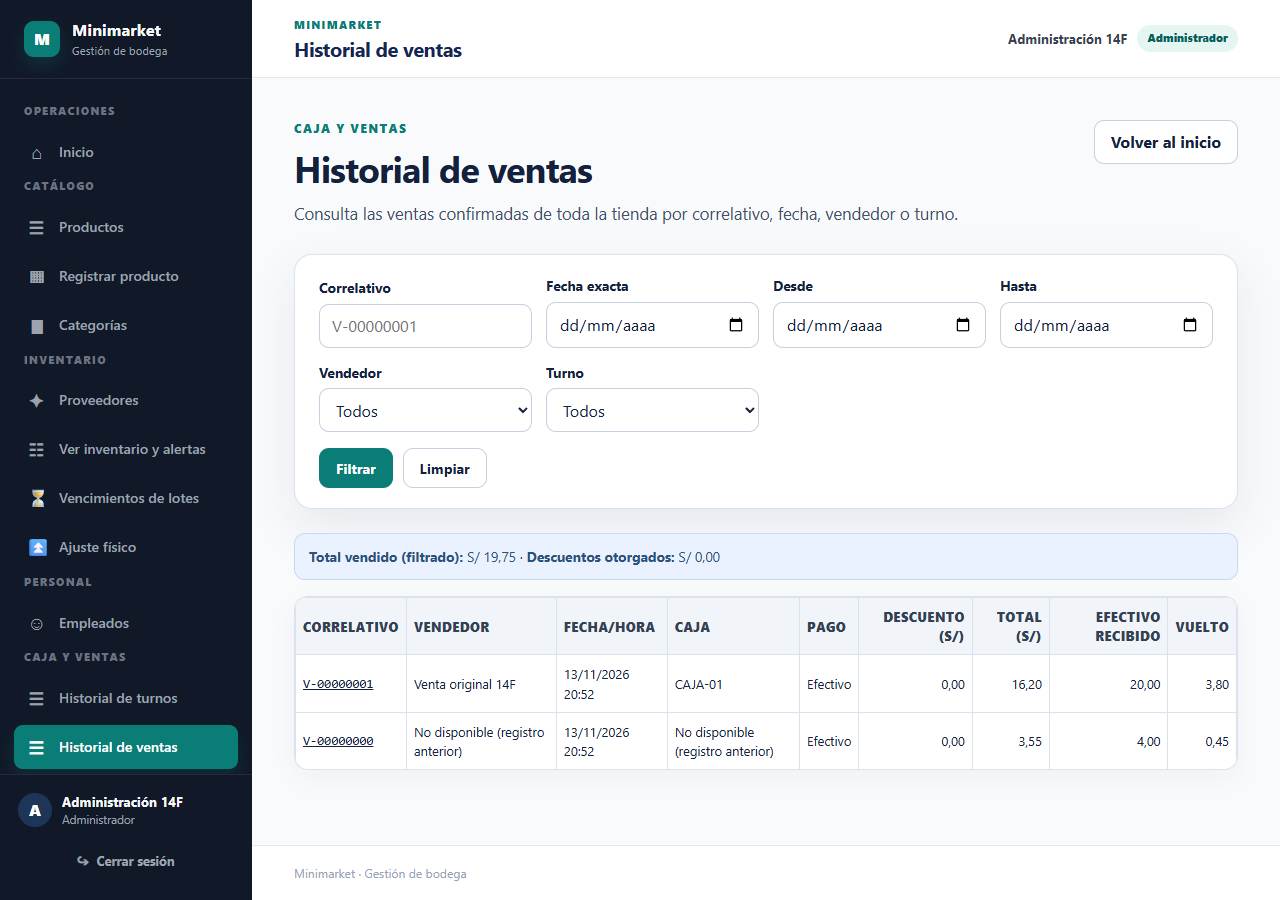 M
Minimarket
Gestión de bodega
OPERACIONES
Inicio
CATÁLOGO
Productos
Registrar producto
Categorías
INVENTARIO
Proveedores
Ver inventario y alertas
Vencimientos de lotes
Ajuste físico
PERSONAL
Empleados
CAJA Y VENTAS
Historial de turnos
Historial de ventas
A
Administración 14F
Administrador
Cerrar sesión
MINIMARKET
Historial de ventas
Administración 14F Administrador
CAJA Y VENTAS
Historial de ventas
Volver al inicio
Consulta las ventas confirmadas de toda la tienda por correlativo, fecha, vendedor o turno.
Correlativo Fecha exacta Desde Hasta
V-00000001 dd/mm/aaaa dd/mm/aaaa dd/mm/aaaa
Vendedor Turno
Todos Todos
Filtrar Limpiar
Total vendido (filtrado): S/ 19,75 · Descuentos otorgados: S/ 0,00
CORRELATIVO VENDEDOR FECHA/HORA CAJA PAGO DESCUENTO (S/) TOTAL (S/) EFECTIVO RECIBIDO VUELTO
V-00000001 Venta original 14F 13/11/2026 20:52 CAJA-01 Efectivo 0,00 16,20 20,00 3,80
V-00000000 No disponible (registro anterior) 13/11/2026 20:52 No disponible (registro anterior) Efectivo 0,00 3,55 4,00 0,45
Minimarket · Gestión de bodega